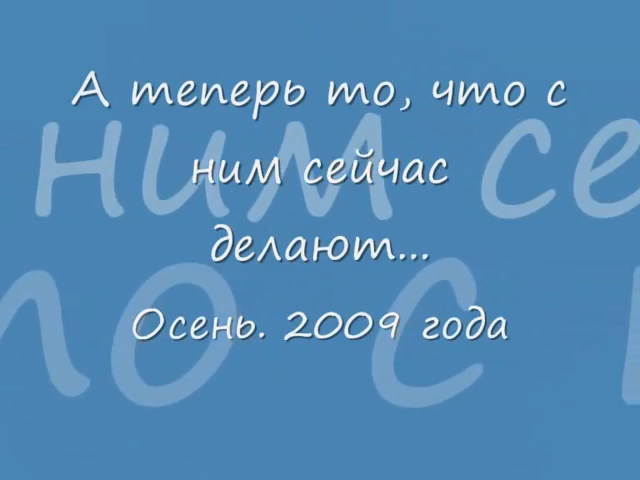 А теперь то, что с
ним сейчас
делают...
Осень. 2009 года